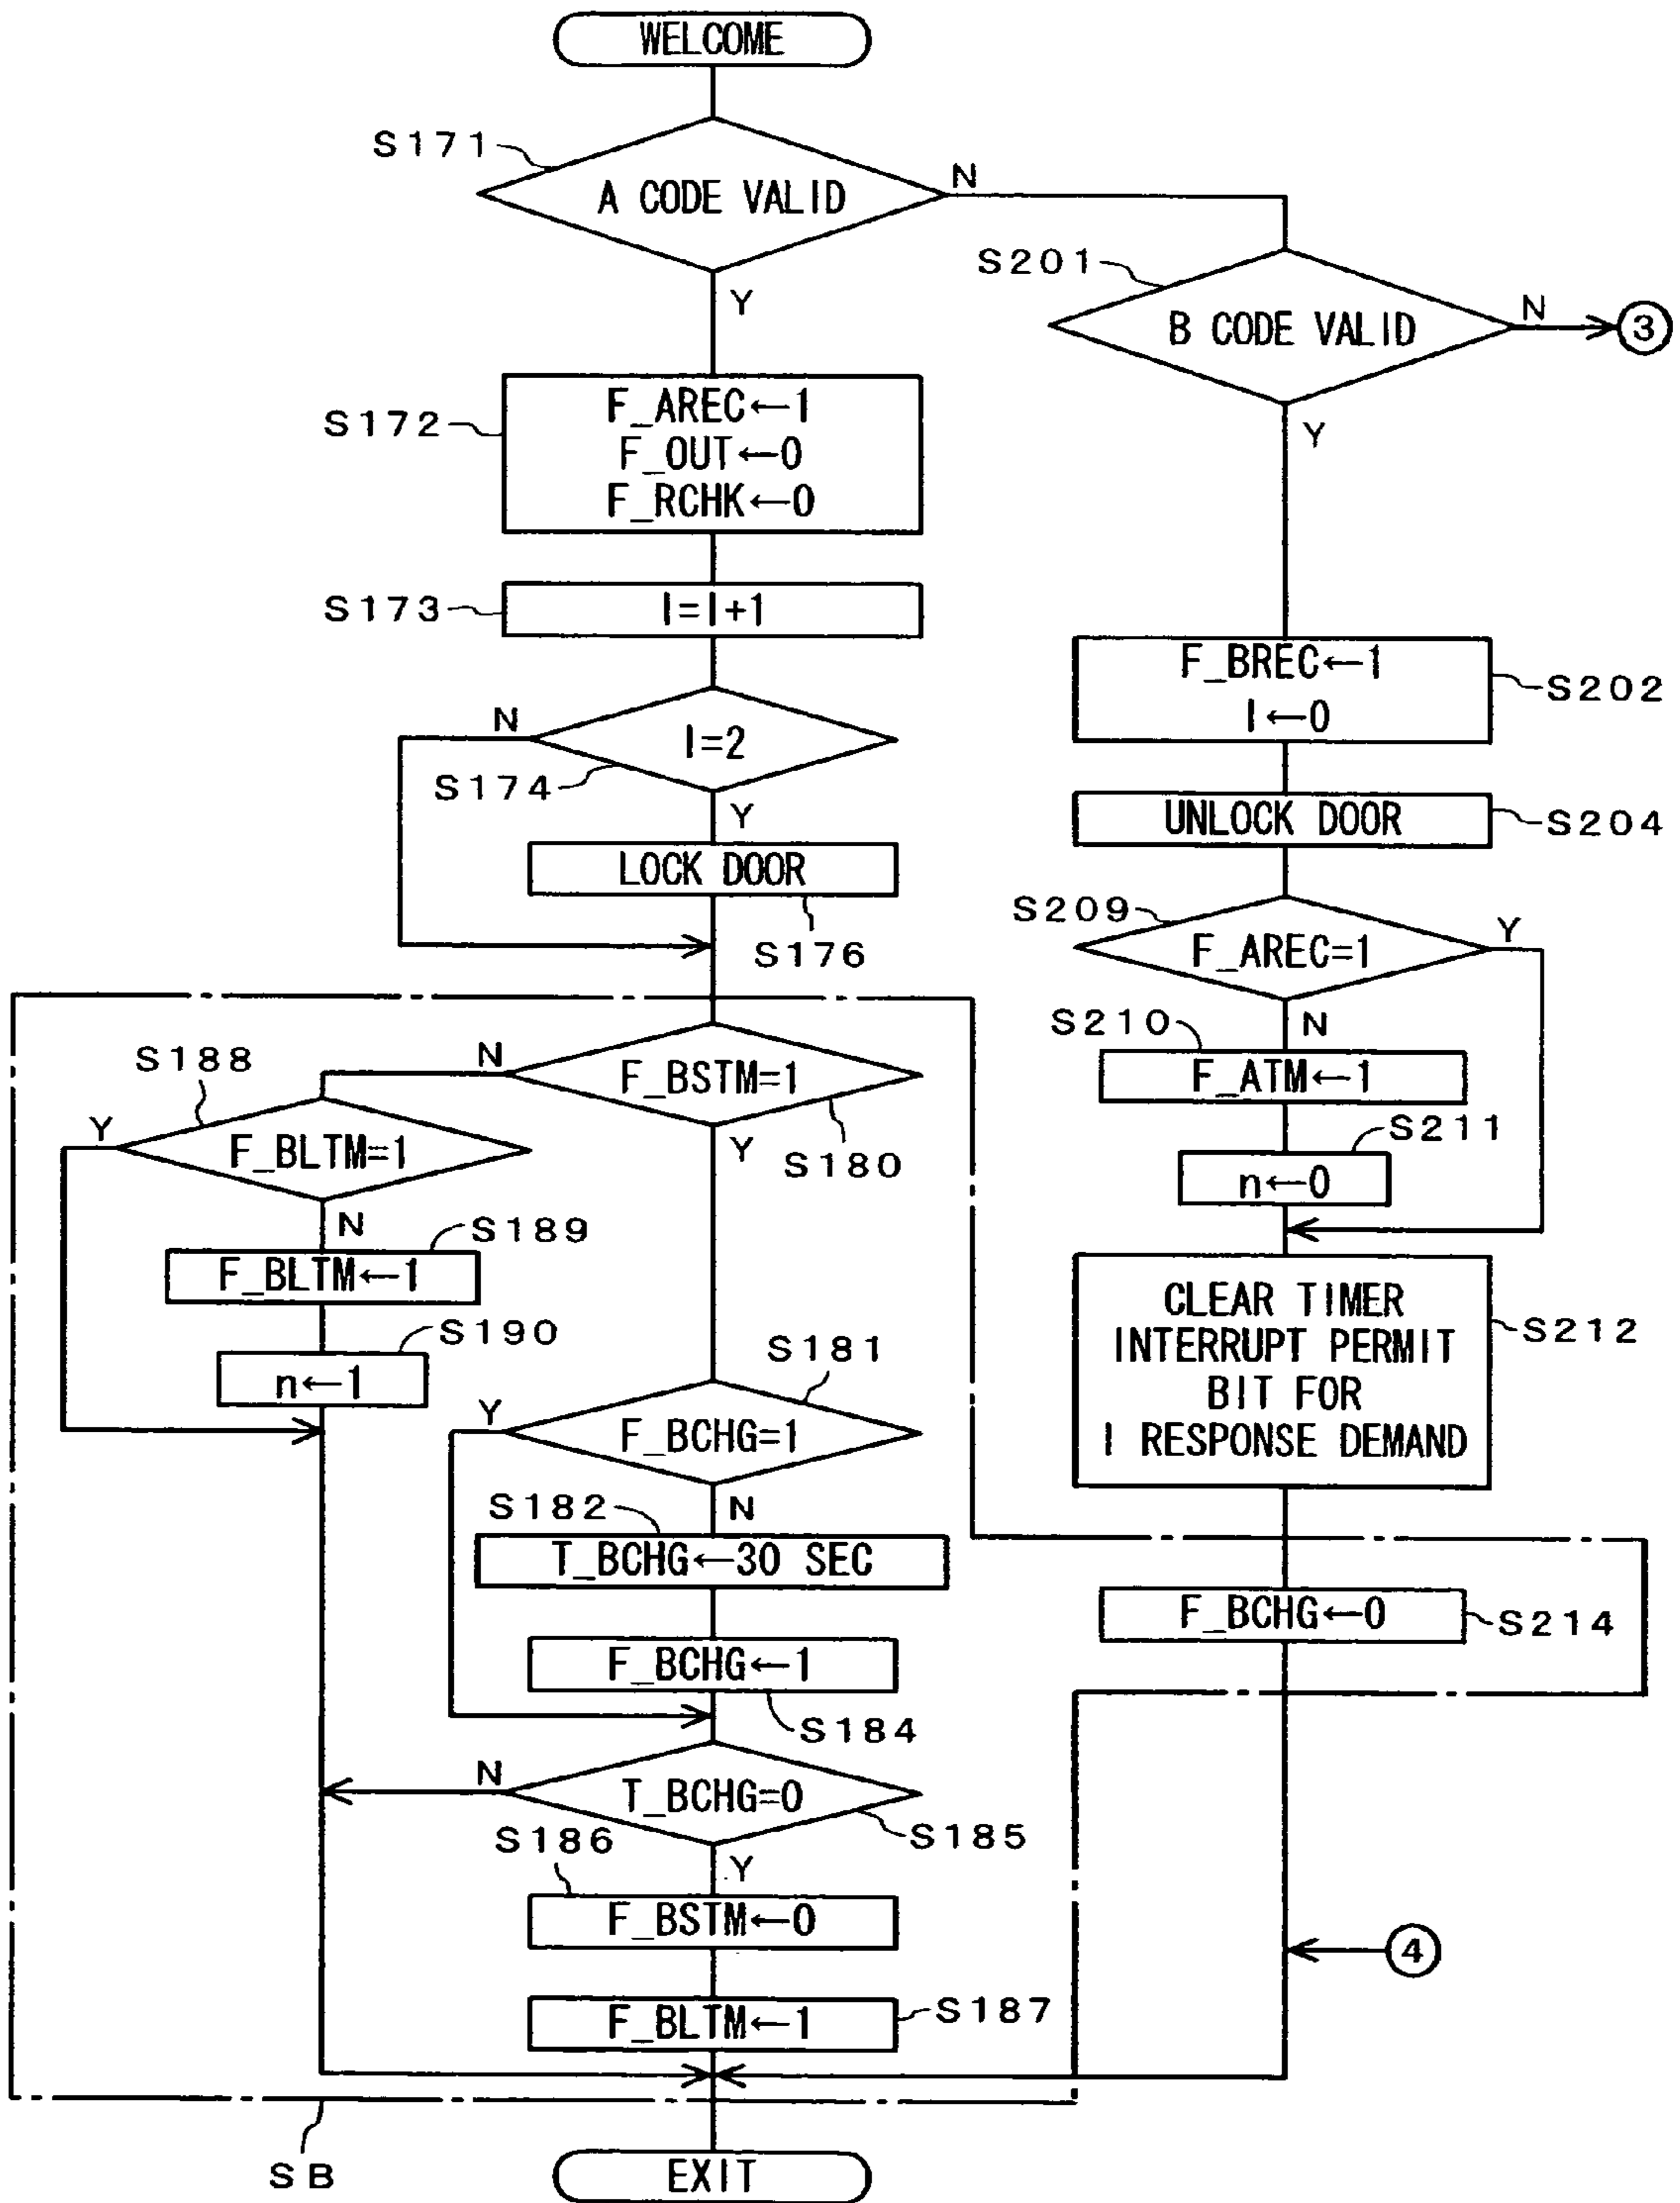 WELCOME
S171
A CODE VALID
N
Y
S201
B CODE VALID
N
3
Y
S172
F_AREC←1
F_OUT←0
F_RCHK←0
S173
I=I+1
N
I=2
S174
Y
LOCK DOOR
S176
F_BREC←1
I←0
S202
UNLOCK DOOR
S204
S209
F_AREC=1
Y
N
S210
F_ATM←1
S211
n←0
CLEAR TIMER
INTERRUPT PERMIT
BIT FOR
I RESPONSE DEMAND
S212
F_BCHG←0
S214
4
N
F_BSTM=1
S180
Y
S188
Y
F_BLTM=1
N
S189
F_BLTM←1
S190
n←1
S181
Y
F_BCHG=1
N
S182
T_BCHG←30 SEC
F_BCHG←1
S184
N
T_BCHG=0
S185
S186
Y
F_BSTM←0
F_BLTM←1
S187
SB
EXIT